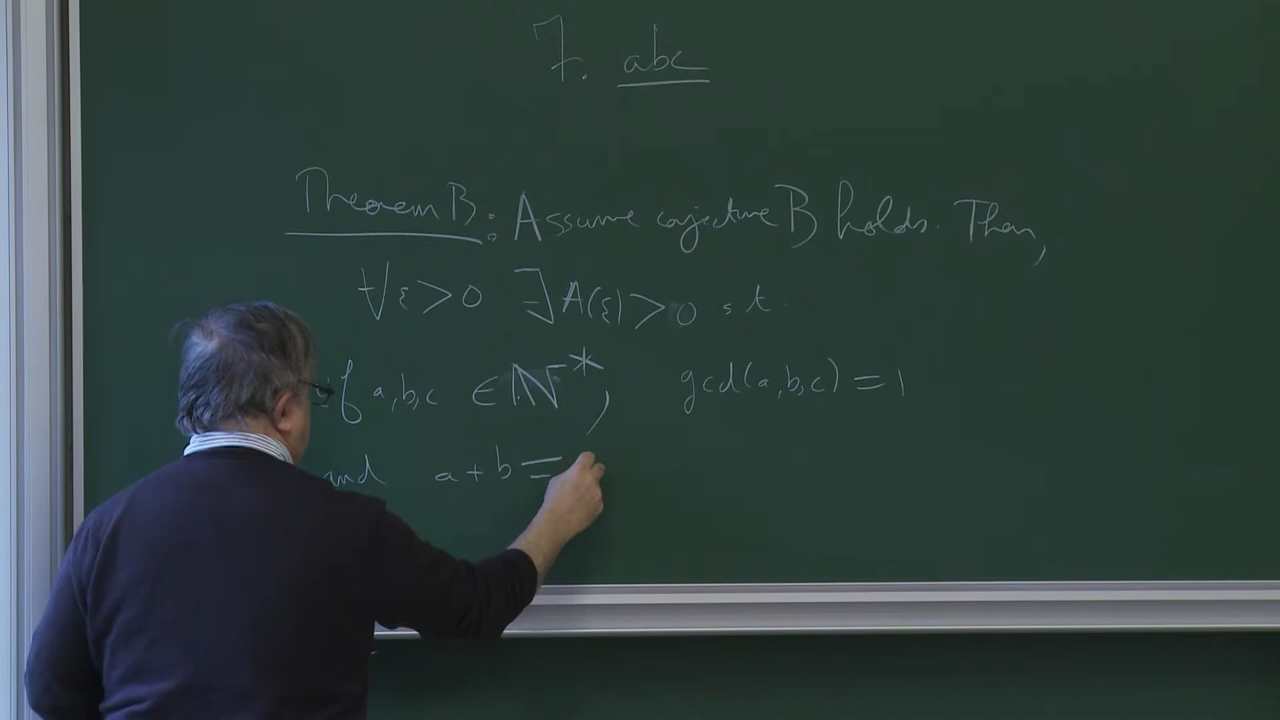 7. abc
Theorem B: Assume conjecture B holds. Then,
∀ε>0 ∃A(ε)>0 s.t.
if a,b,c ∈ ℕ*, gcd(a,b,c)=1
and a+b=